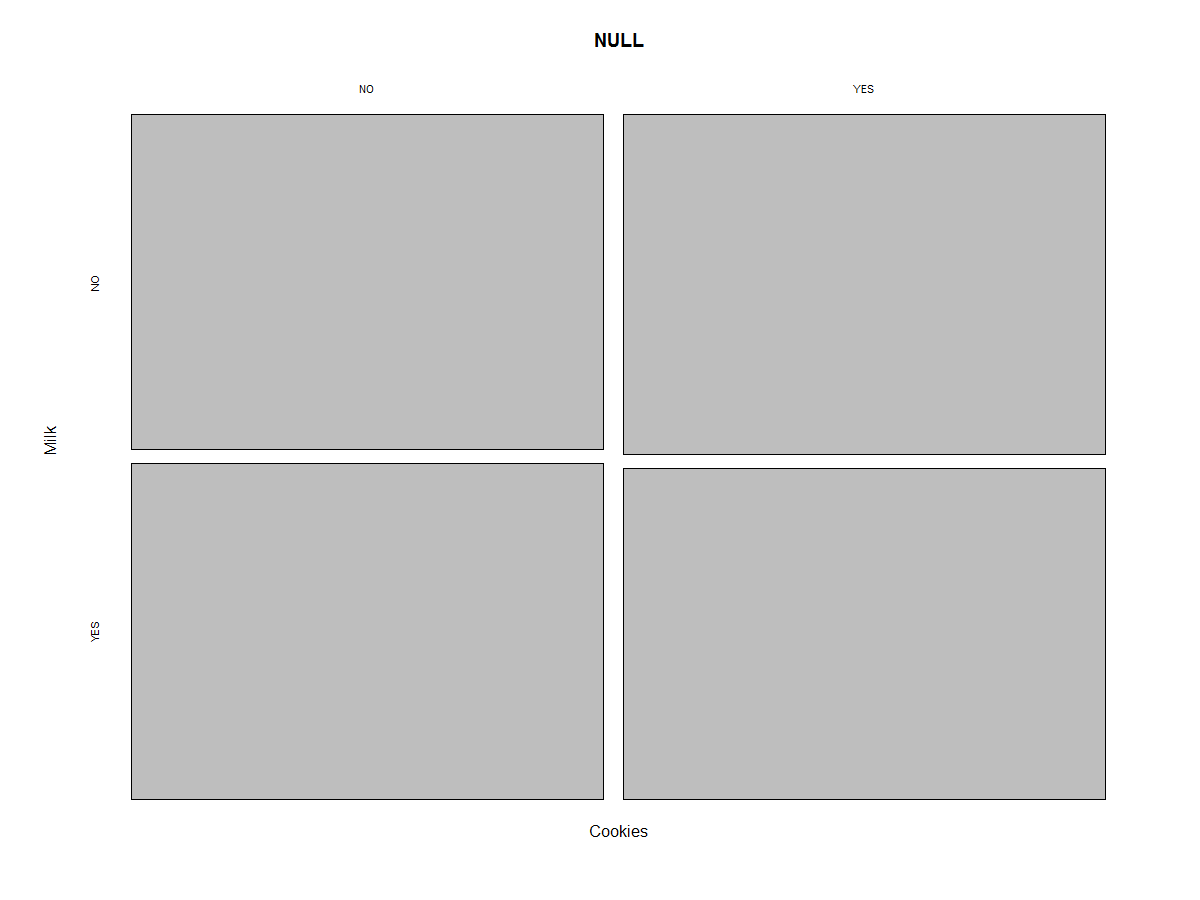 NULL
NO
YES
NO
Milk
YES
Cookies